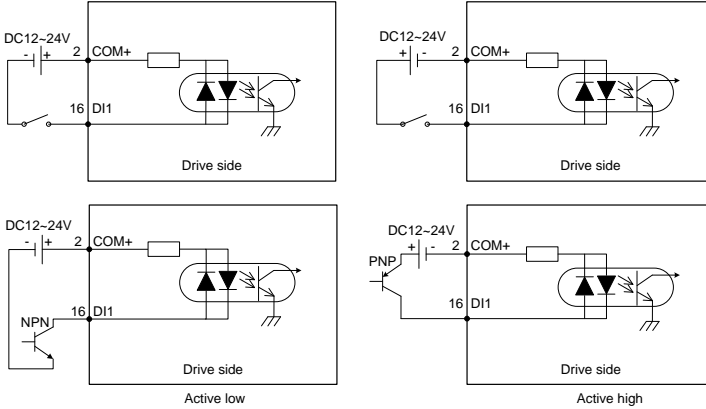 DC12~24V
- + 2 COM+
16 DI1
Drive side
DC12~24V
+ - 2 COM+
16 DI1
Drive side
DC12~24V
- + 2 COM+
16 DI1
NPN
Drive side
Active low
DC12~24V
PNP + - 2 COM+
16 DI1
Drive side
Active high